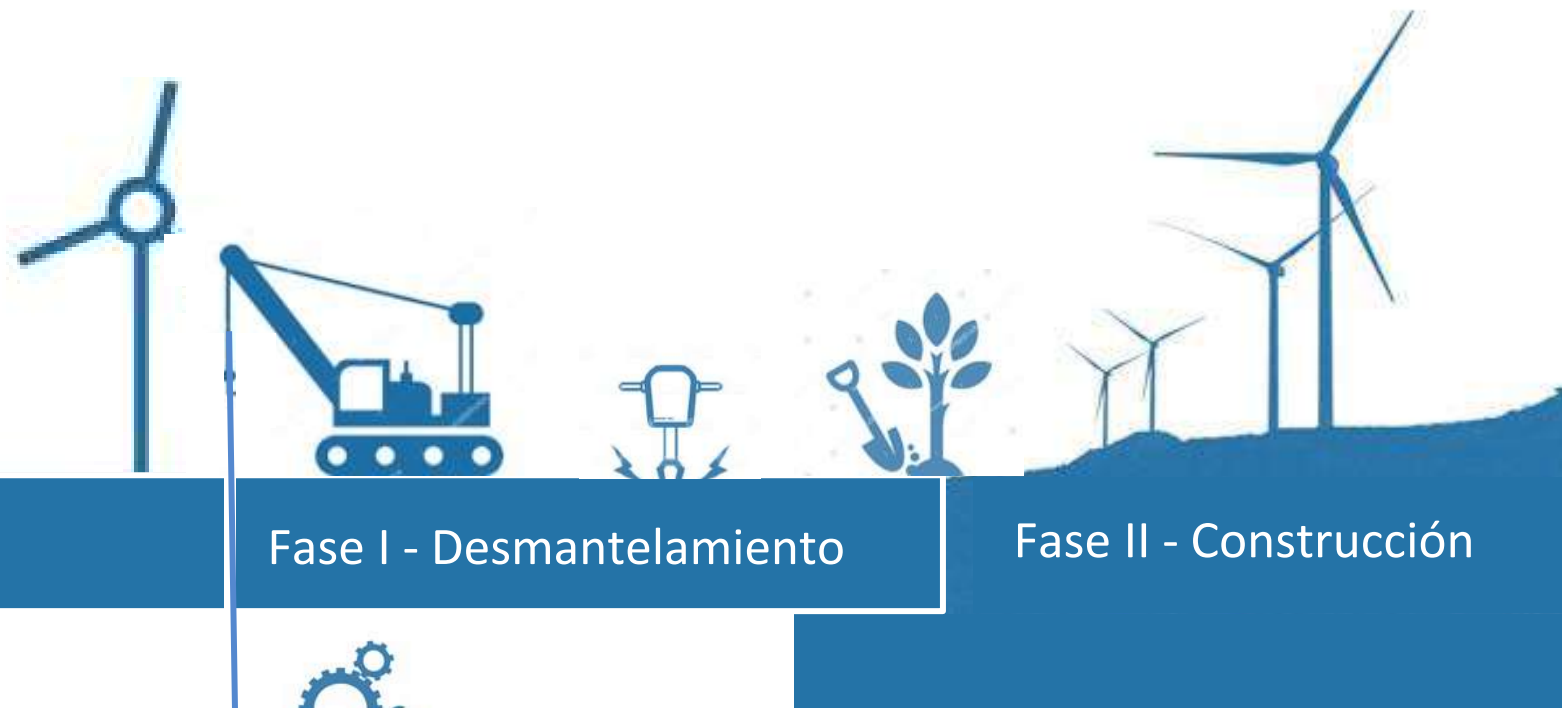 Fase I - Desmantelamiento
Fase II - Construcción